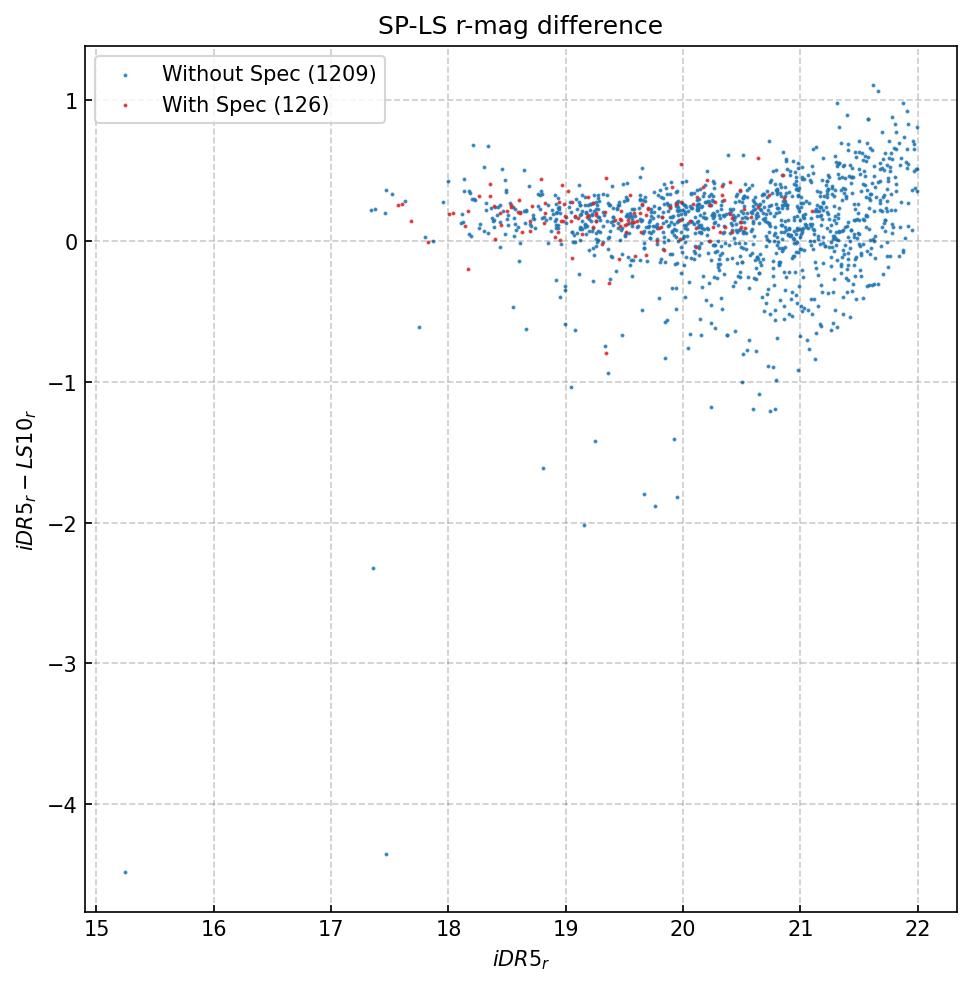 SP-LS r-mag difference
Without Spec (1209)
With Spec (126)
1
0
−1
−2
−3
−4
iDR5r − LS10r
15 16 17 18 19 20 21 22
iDR5r